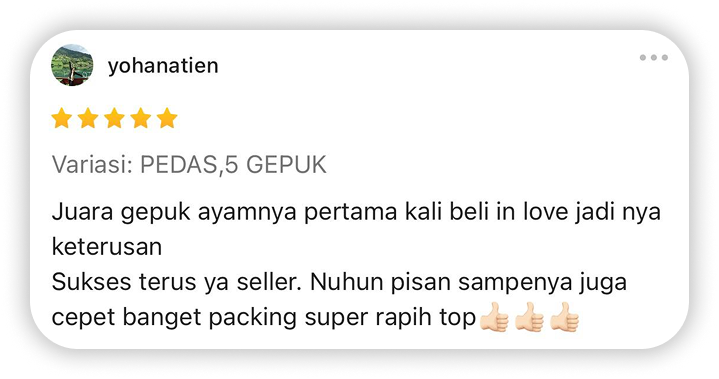 yohanatien
Variasi: PEDAS,5 GEPUK
Juara gepuk ayamnya pertama kali beli in love jadi nya
keterusan
Sukses terus ya seller. Nuhun pisan sampenya juga
cepet banget packing super rapih top👍🏻👍🏻👍🏻